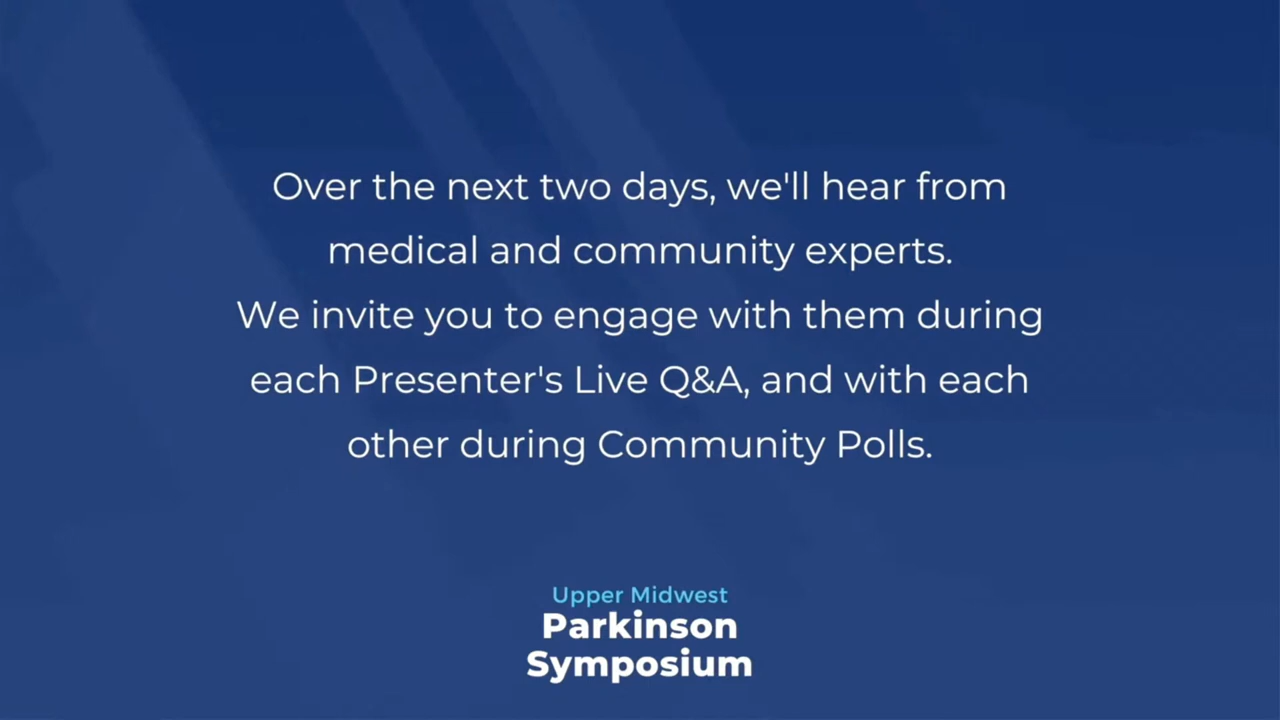 Over the next two days, we'll hear from
medical and community experts.
We invite you to engage with them during
each Presenter's Live Q&A, and with each
other during Community Polls.
Upper Midwest
Parkinson
Symposium